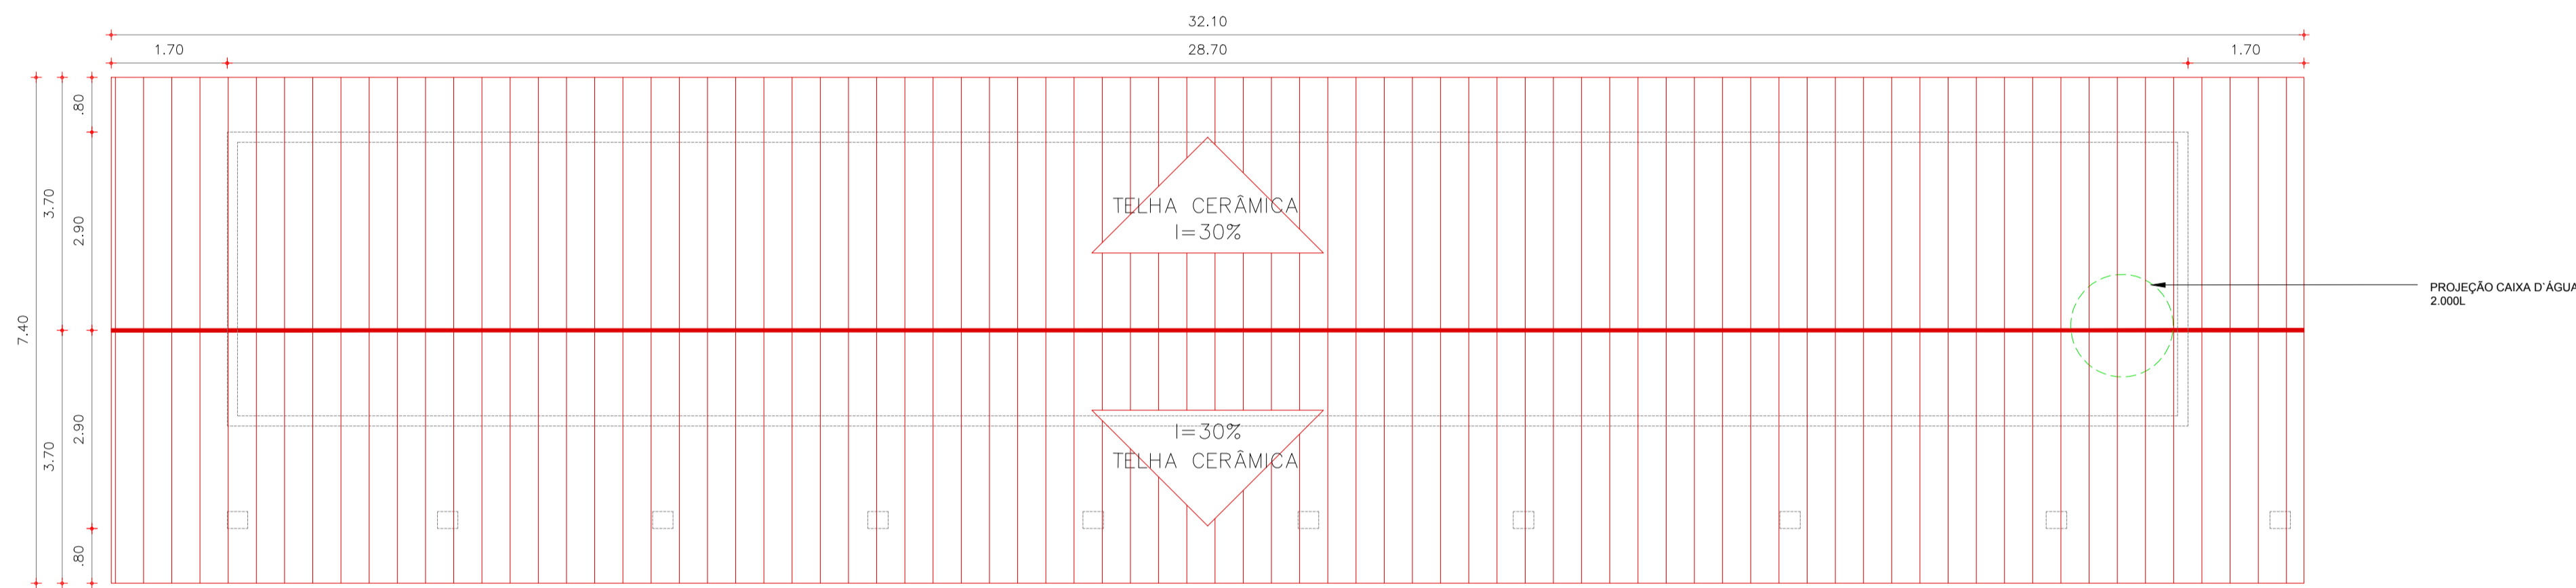 32.10
1.70
28.70
1.70
.80
3.70
2.90
7.40
2.90
3.70
.80
TELHA CERÂMICA
I=30%
I=30%
TELHA CERÂMICA
PROJEÇÃO CAIXA D`ÁGUA
2.000L